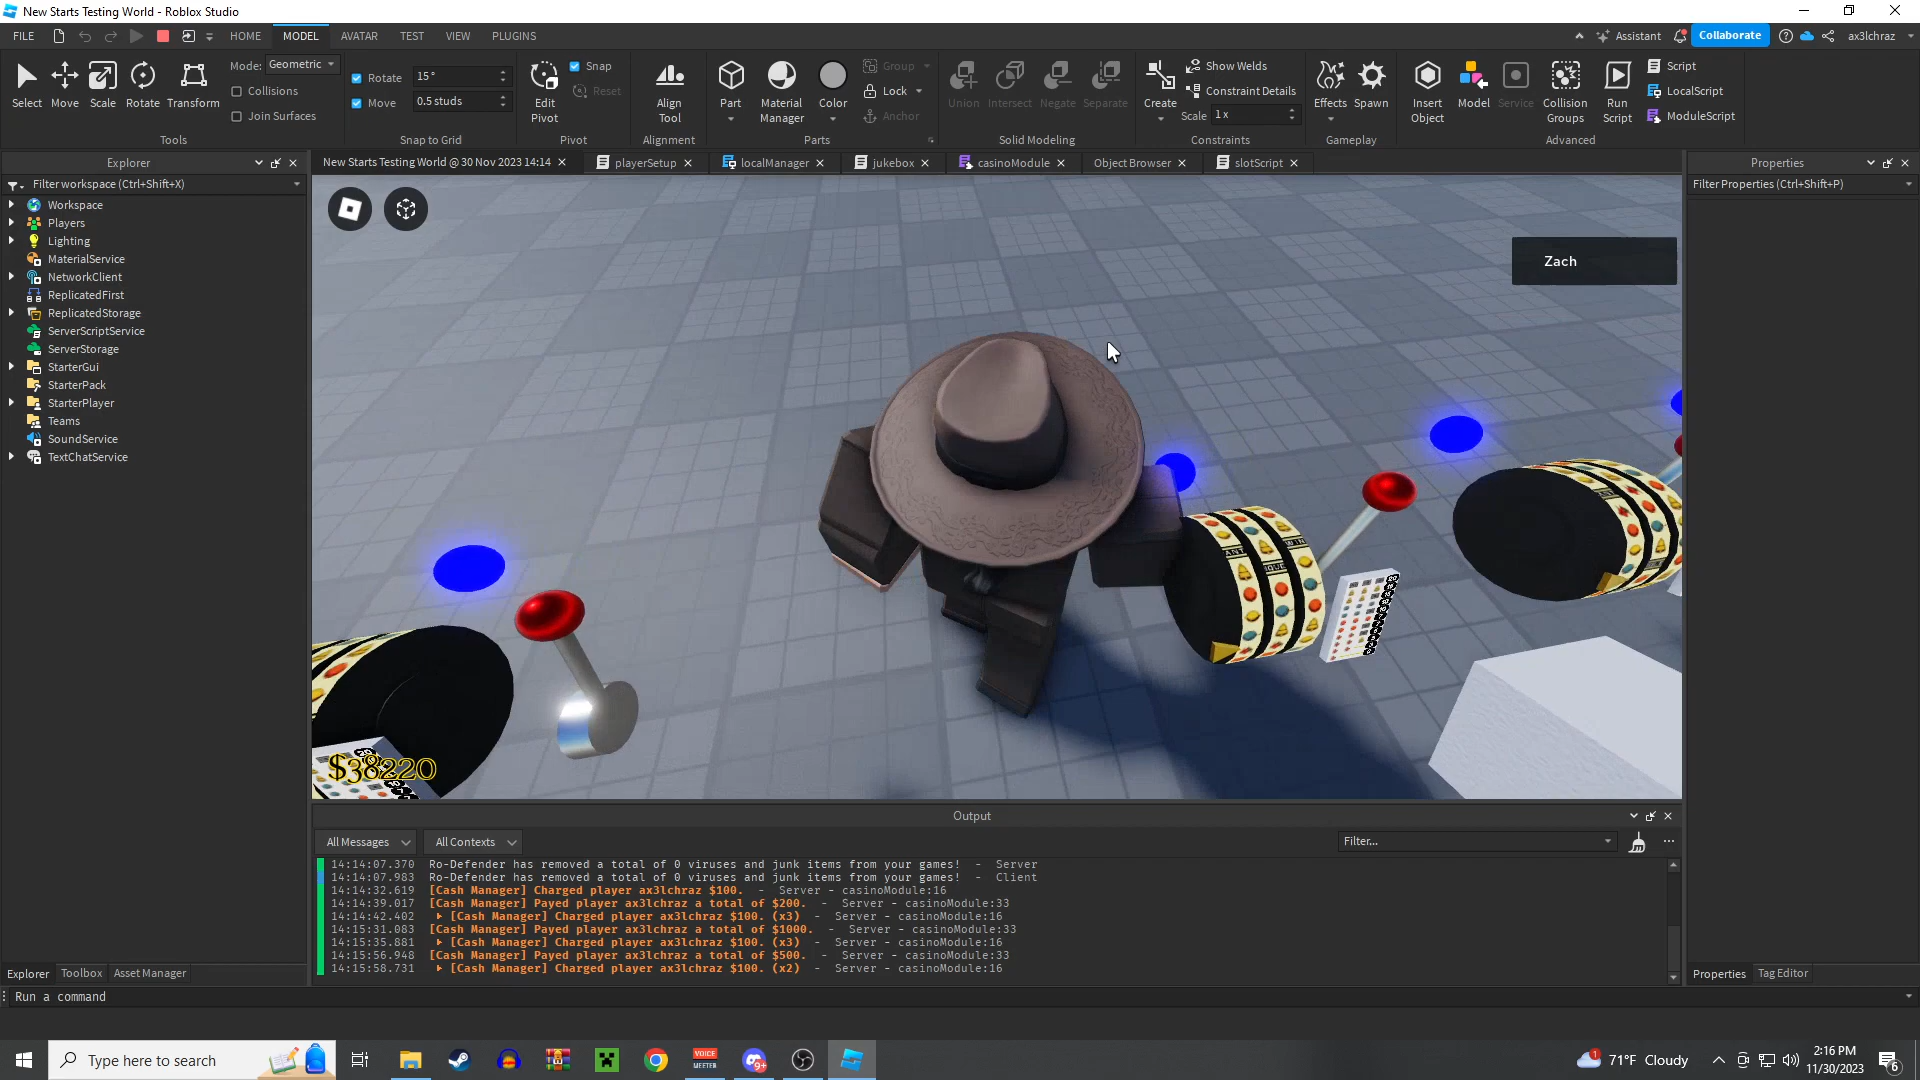 New Starts Testing World - Roblox Studio
FILE HOME MODEL AVATAR TEST VIEW PLUGINS Assistant Collaborate ax3lchraz
Select Move Scale Rotate Transform
Tools
Mode: Geometric
Collisions
Join Surfaces
Rotate 15°
Move 0.5 studs
Snap to Grid
Edit Pivot
Snap
Reset
Pivot
Align Tool
Alignment
Part Material Manager Color
Group
Lock
Anchor
Parts
Union Intersect Negate Separate
Solid Modeling
Create
Show Welds
Constraint Details
Scale 1 x
Constraints
Effects Spawn
Gameplay
Insert Object Model Service Collision Groups Run Script
Script
LocalScript
ModuleScript
Advanced
Explorer
Filter workspace (Ctrl+Shift+X)
Workspace
Players
Lighting
MaterialService
NetworkClient
ReplicatedFirst
ReplicatedStorage
ServerScriptService
ServerStorage
StarterGui
StarterPack
StarterPlayer
Teams
SoundService
TextChatService
Explorer Toolbox Asset Manager
New Starts Testing World @ 30 Nov 2023 14:14 playerSetup localManager jukebox casinoModule Object Browser slotScript
Zach
$38220
Properties
Filter Properties (Ctrl+Shift+P)
Properties Tag Editor
Output
All Messages All Contexts Filter...
14:14:07.370 Ro-Defender has removed a total of 0 viruses and junk items from your games! - Server
14:14:07.983 Ro-Defender has removed a total of 0 viruses and junk items from your games! - Client
14:14:32.619 [Cash Manager] Charged player ax3lchraz $100. - Server - casinoModule:16
14:14:39.017 [Cash Manager] Payed player ax3lchraz a total of $200. - Server - casinoModule:33
14:14:42.402 [Cash Manager] Charged player ax3lchraz $100. (x3) - Server - casinoModule:16
14:15:31.083 [Cash Manager] Payed player ax3lchraz a total of $1000. - Server - casinoModule:33
14:15:35.881 [Cash Manager] Charged player ax3lchraz $100. (x3) - Server - casinoModule:16
14:15:56.948 [Cash Manager] Payed player ax3lchraz a total of $500. - Server - casinoModule:33
14:15:58.731 [Cash Manager] Charged player ax3lchraz $100. (x2) - Server - casinoModule:16
Run a command
Type here to search
VOICE MEETER
9+
71°F Cloudy
2:16 PM
11/30/2023
6